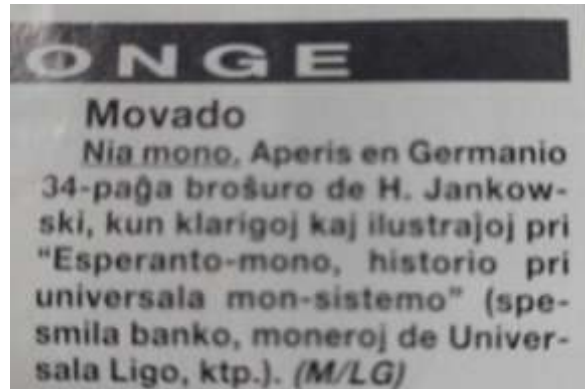 ONGE
Movado
Nia mono. Aperis en Germanio
34-paĝa broŝuro de H. Jankow-
ski, kun klarigoj kaj ilustraĵoj pri
"Esperanto-mono, historio pri
universala mon-sistemo" (spe-
smila banko, moneroj de Univer-
sala Ligo, ktp.). (M/LG)